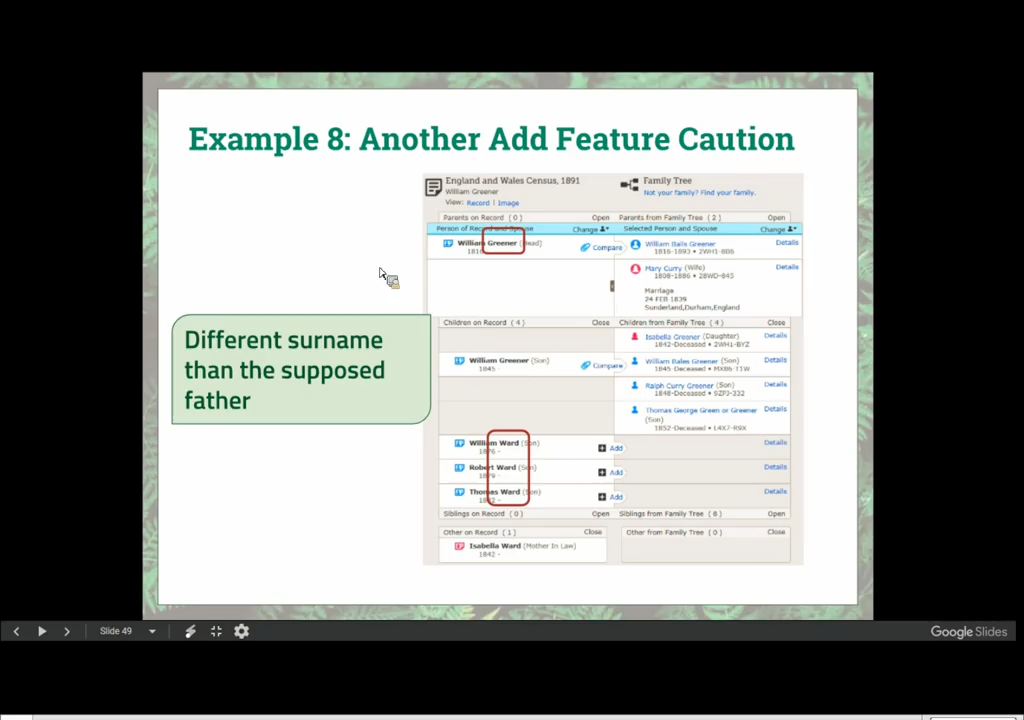 Example 8: Another Add Feature Caution
England and Wales Census, 1891
William Greener
View: Record | Image
Family Tree
Not your family? Find your family.
Parents on Record ( 0 ) Open Parents from Family Tree ( 2 ) Open
Person of Record and Spouse Change Selected Person and Spouse Change
William Greener (Head) Compare William Bails Greener Details
1816-1893 • 2WH1-8B6
Mary Curry (Wife) Details
1808-1886 • 28WD-845
Marriage
24 FEB 1839
Sunderland,Durham,England
Different surname
than the supposed
father
Children on Record ( 4 ) Close Children from Family Tree ( 4 ) Close
Isabella Greener (Daughter) Details
1842-Deceased • 2WH1-BYZ
William Greener (Son) Compare William Bales Greener (Son) Details
1845 - 1845-Deceased • MX86-T1W
Ralph Curry Greener (Son) Details
1848-Deceased • 9ZPJ-332
Thomas George Green or Greener Details
(Son)
1852-Deceased • L4X7-R9X
William Ward (Son) Add Details
1876 -
Robert Ward (Son) Add Details
1879 -
Thomas Ward (Son) Add Details
Siblings on Record ( 0 ) Open Siblings from Family Tree ( 8 ) Open
Other on Record ( 1 ) Close Other from Family Tree ( 0 ) Close
Isabella Ward (Mother In Law)
1842 -
Slide 49
Google Slides